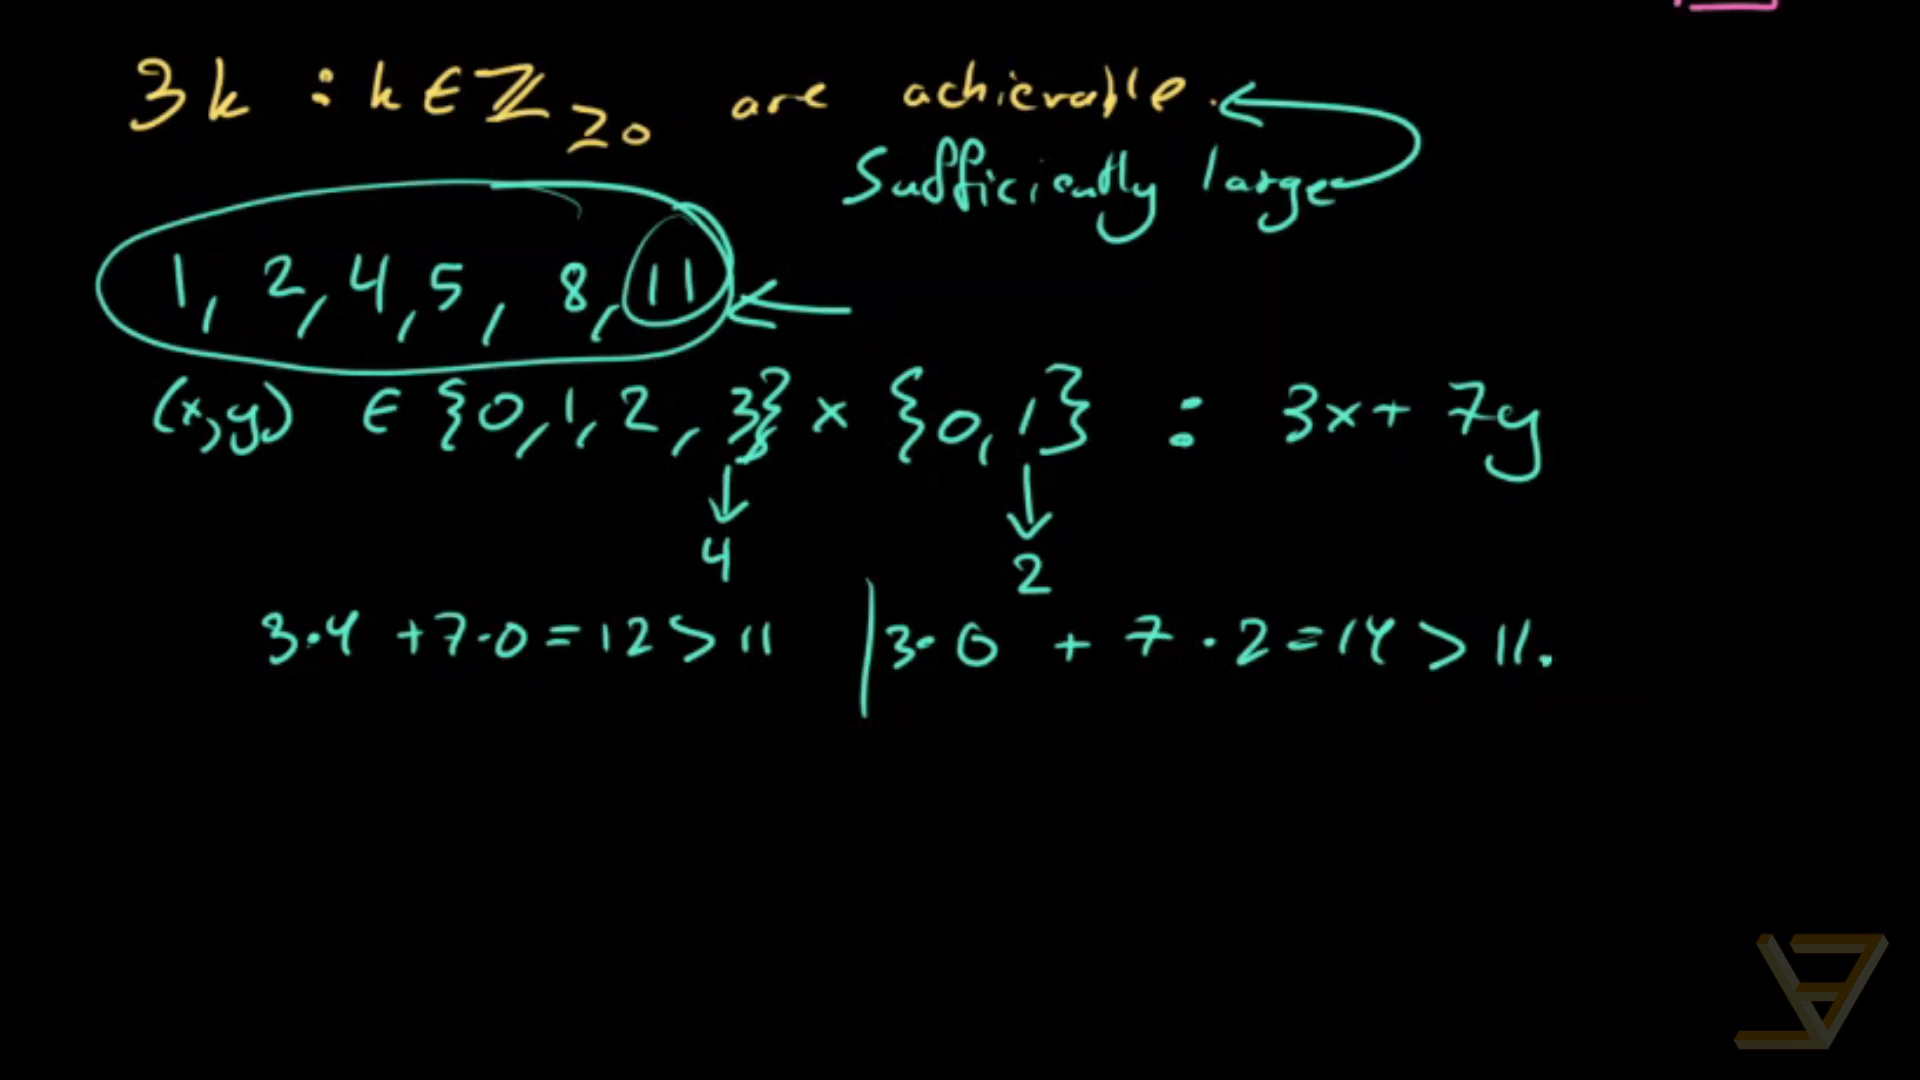 3k : k ∈ ℤ≥0 are achievable.
Sufficiently large
1, 2, 4, 5, 8, 11
(x,y) ∈ {0, 1, 2, 3} × {0, 1} : 3x + 7y
4 2
3·4 + 7·0 = 12 > 11 | 3·0 + 7·2 = 14 > 11.